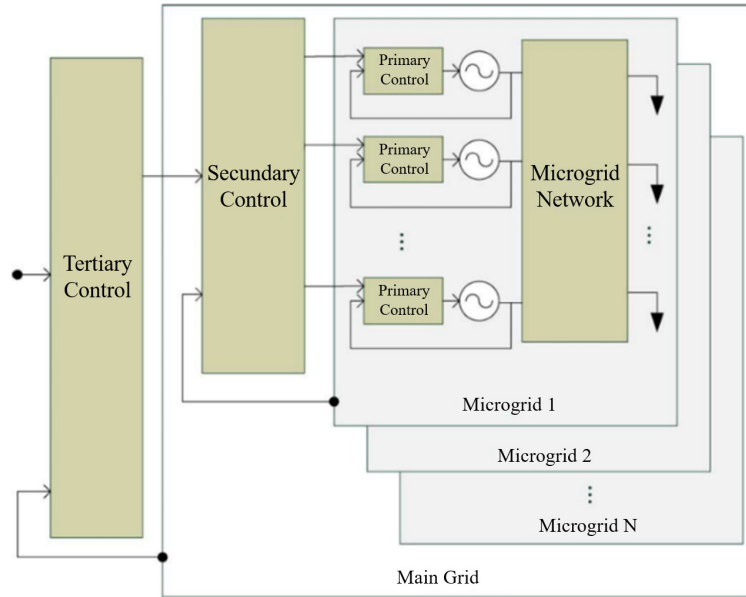 Tertiary
Control
Secundary
Control
Primary
Control
Primary
Control
Primary
Control
Microgrid
Network
Microgrid 1
Microgrid 2
Microgrid N
Main Grid